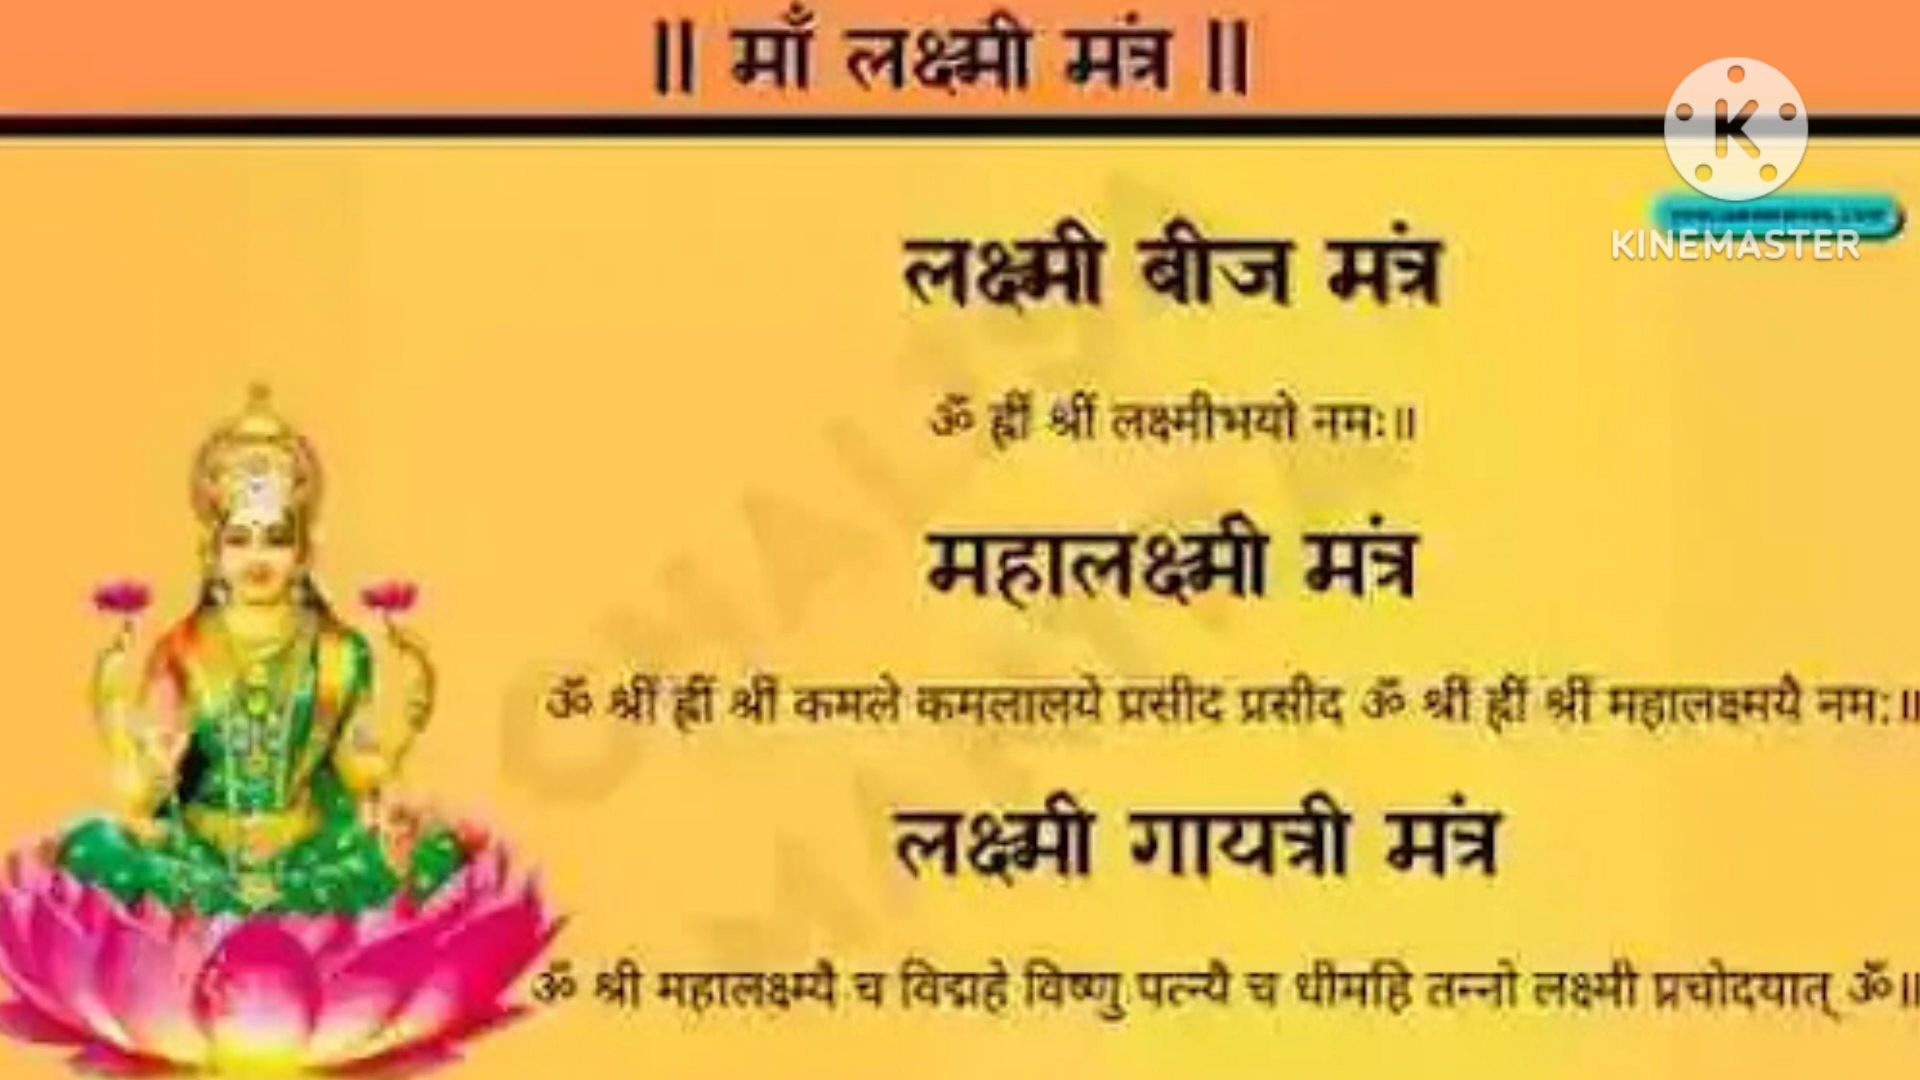 || माँ लक्ष्मी मंत्र ||
KINEMASTER
लक्ष्मी बीज मंत्र
ॐ ह्रीं श्रीं लक्ष्मीभयो नमः॥
महालक्ष्मी मंत्र
ॐ श्रीं ह्रीं श्रीं कमले कमलालये प्रसीद प्रसीद ॐ श्रीं ह्रीं श्रीं महालक्ष्मयै नमः॥
लक्ष्मी गायत्री मंत्र
ॐ श्री महालक्ष्म्यै च विद्महे विष्णु पत्न्यै च धीमहि तन्नो लक्ष्मी प्रचोदयात् ॐ॥